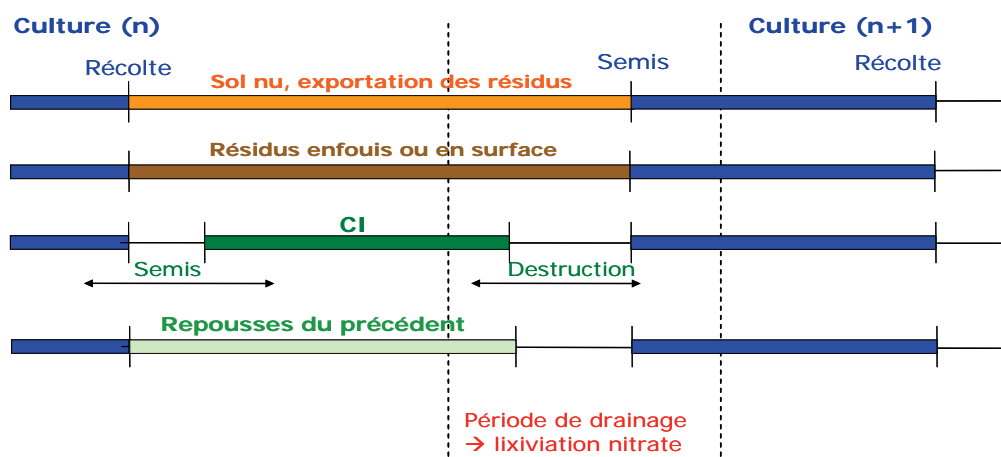 Culture (n)
Culture (n+1)
Récolte
Semis
Récolte
Sol nu, exportation des résidus
Résidus enfouis ou en surface
CI
Semis
Destruction
Repousses du précédent
Période de drainage
→ lixiviation nitrate